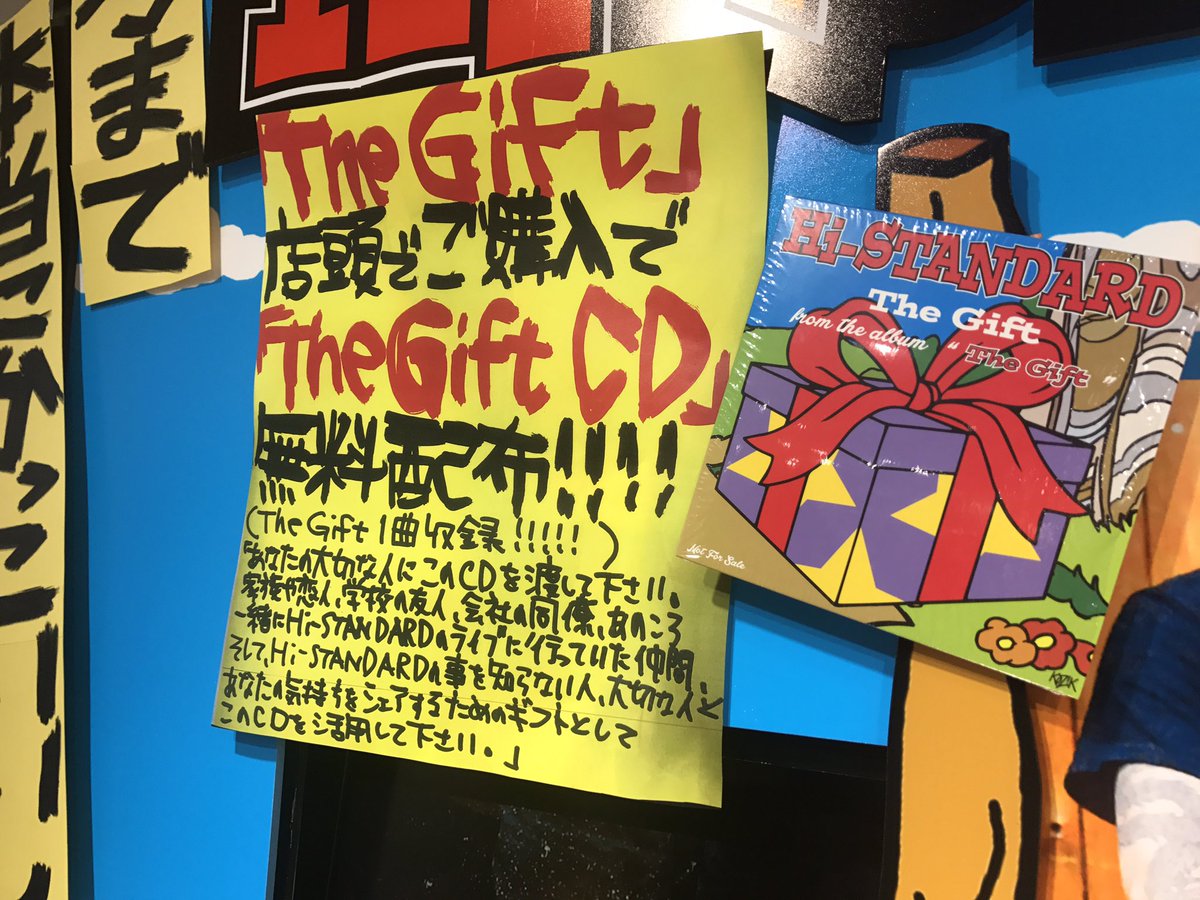 まで
「The Gift」
店頭でご購入で
「The Gift CD」
無料配布!!!!
(The Gift 1曲収録!!!!!)
「あなたの大切な人にこのCDを渡して下さい。
家族や恋人、学校の友人、会社の同僚、あのころ
一緒にHi-STANDARDのライブに行っていた仲間、
そして、Hi-STANDARDの事を知らない人、大切な人と
あなたの気持ちをシェアするためのギフトとして
このCDを活用して下さい。」
Hi-STANDARD
The Gift
from the album "The Gift"
Not For Sale